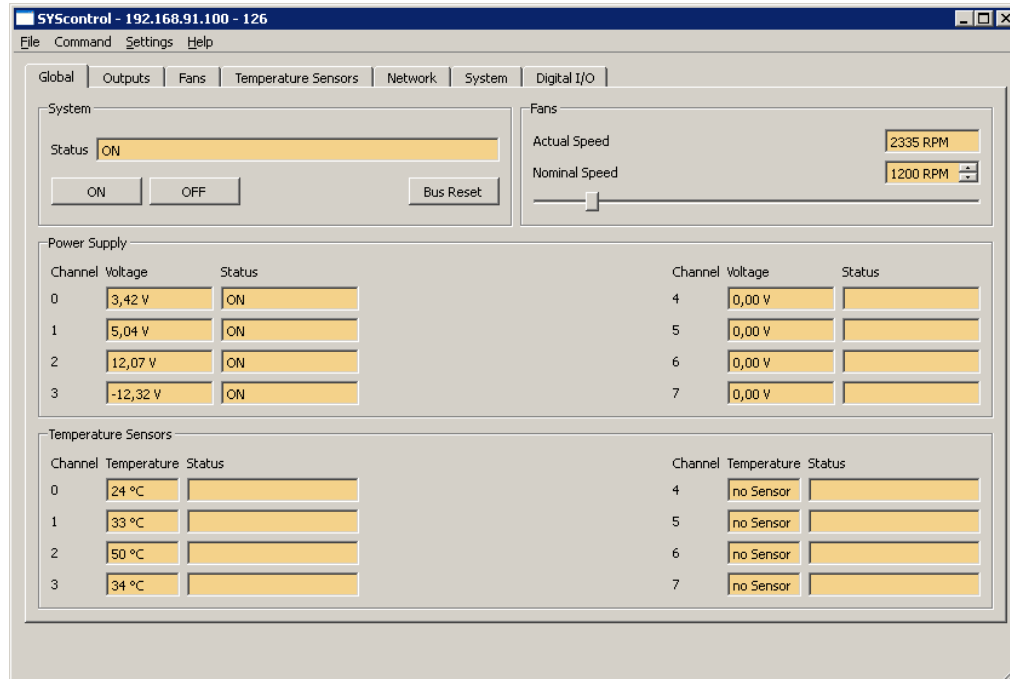 SYScontrol - 192.168.91.100 - 126
File Command Settings Help
Global Outputs Fans Temperature Sensors Network System Digital I/O
System
Status ON
ON OFF Bus Reset
Fans
Actual Speed 2335 RPM
Nominal Speed 1200 RPM
Power Supply
Channel Voltage Status Channel Voltage Status
0 3,42 V ON 4 0,00 V
1 5,04 V ON 5 0,00 V
2 12,07 V ON 6 0,00 V
3 -12,32 V ON 7 0,00 V
Temperature Sensors
Channel Temperature Status Channel Temperature Status
0 24 °C 4 no Sensor
1 33 °C 5 no Sensor
2 50 °C 6 no Sensor
3 34 °C 7 no Sensor